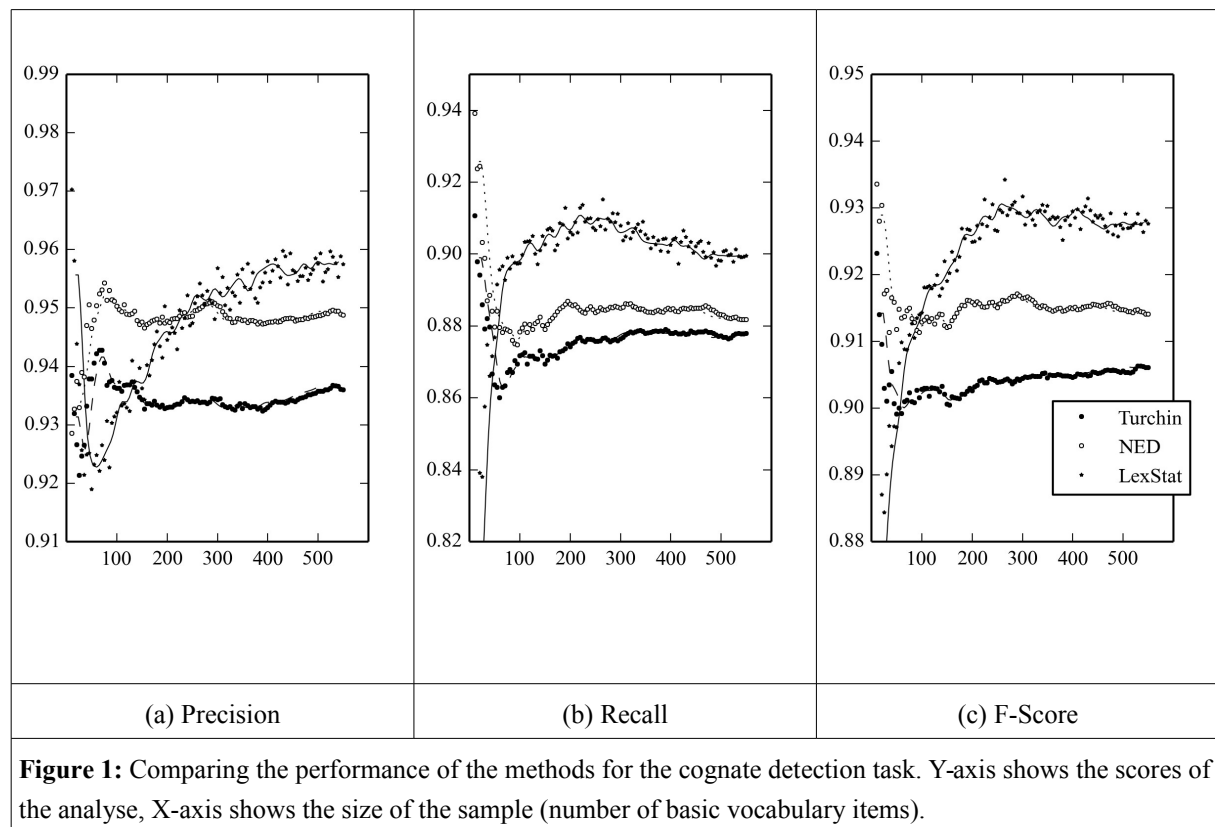 0.99
0.98
0.97
0.96
0.95
0.94
0.93
0.92
0.91
100 200 300 400 500
0.94
0.92
0.90
0.88
0.86
0.84
0.82
100 200 300 400 500
0.95
0.94
0.93
0.92
0.91
0.90
0.89
0.88
100 200 300 400 500
Turchin
NED
LexStat
(a) Precision
(b) Recall
(c) F-Score
Figure 1: Comparing the performance of the methods for the cognate detection task. Y-axis shows the scores of
the analyse, X-axis shows the size of the sample (number of basic vocabulary items).